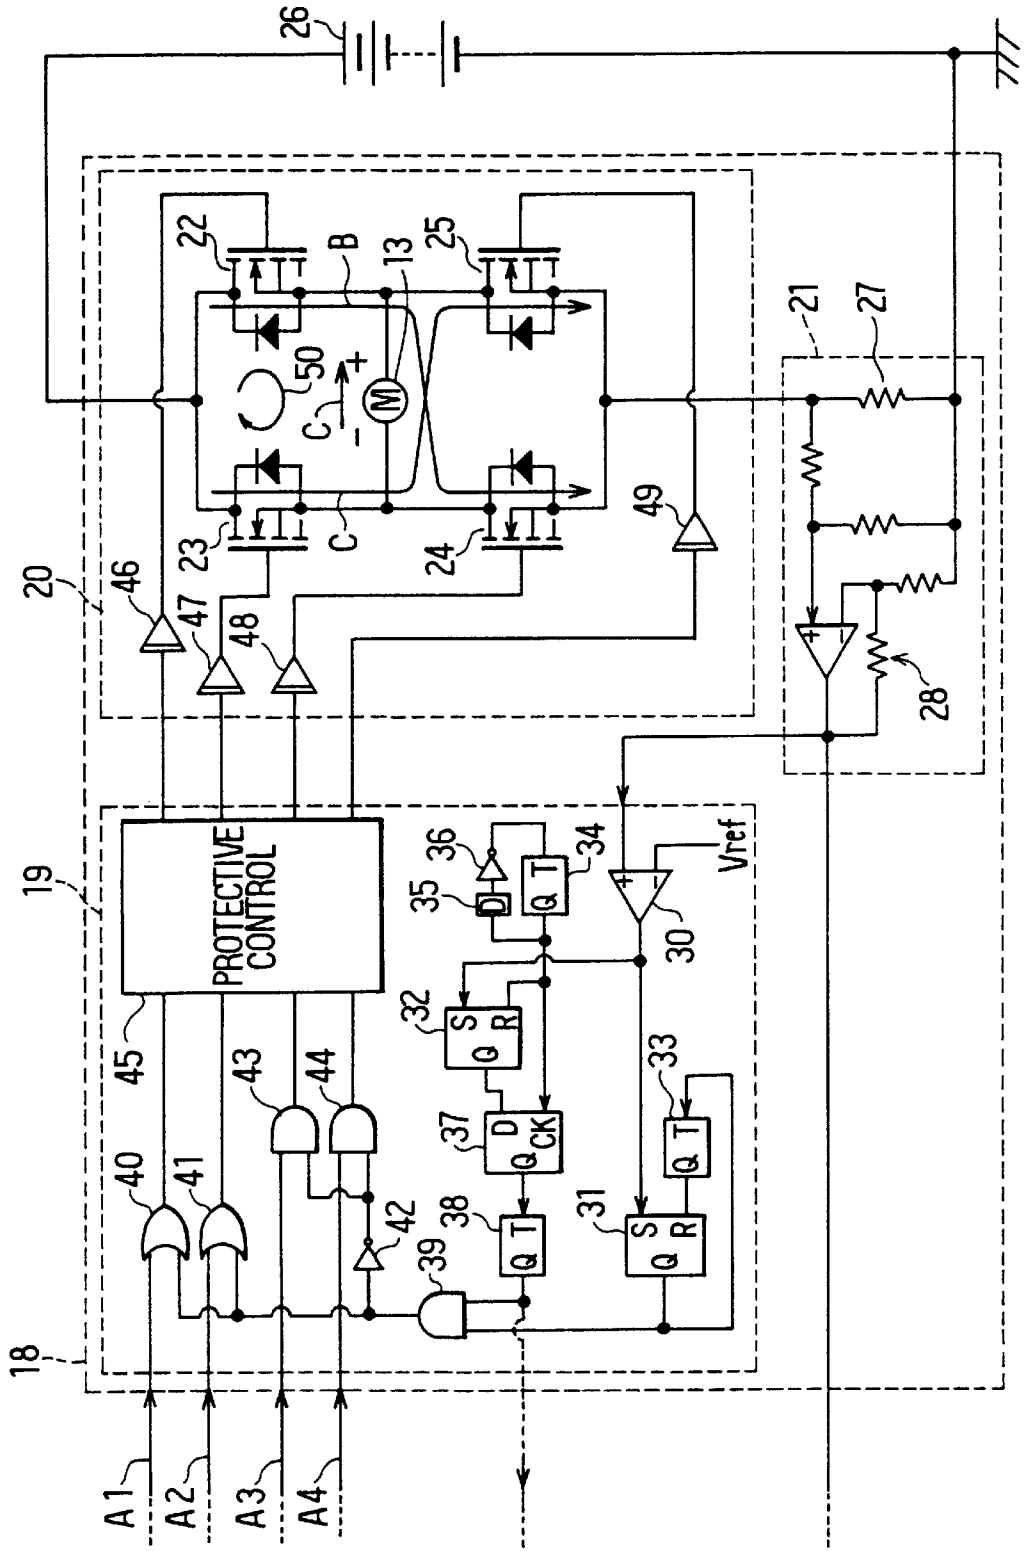 18
19
20
A1
A2
A3
A4
40
41
43
44
45
PROTECTIVE
CONTROL
46
47
48
49
22
23
24
25
B
C
50
C
- +
M
13
26
42
39
38
Q T
37
D
Q
CK
32
S
Q
R
35
D
36
34
Q T
31
S
Q
R
33
Q T
30
+
-
Vref
21
27
28
+
-